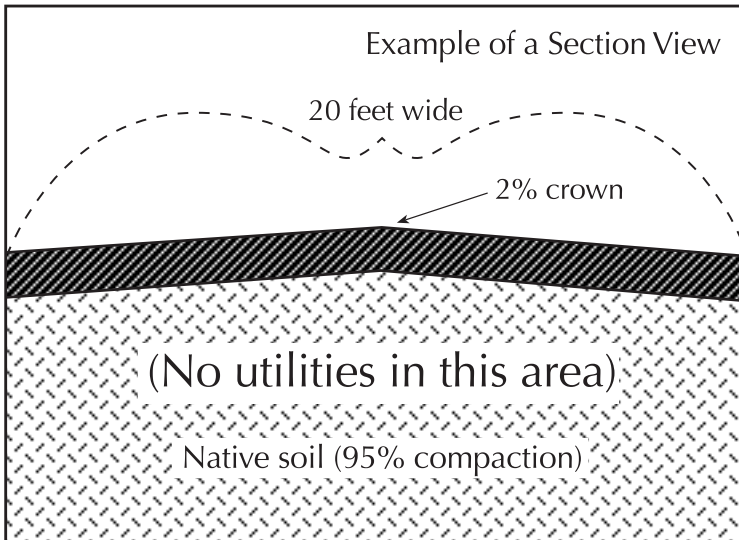 Example of a Section View
20 feet wide
2% crown
(No utilities in this area)
Native soil (95% compaction)